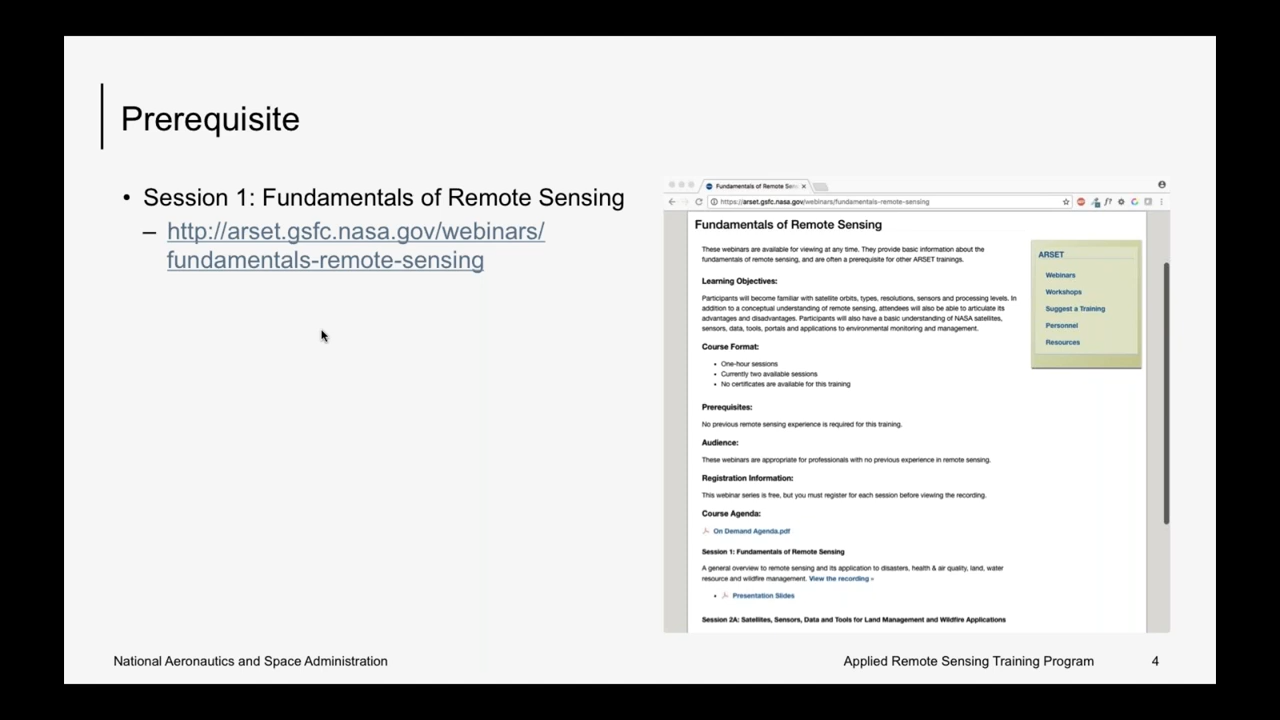 Prerequisite
• Session 1: Fundamentals of Remote Sensing
– http://arset.gsfc.nasa.gov/webinars/
fundamentals-remote-sensing
Fundamentals of Remote Sen
https://arset.gsfc.nasa.gov/webinars/fundamentals-remote-sensing
Fundamentals of Remote Sensing
These webinars are available for viewing at any time. They provide basic information about the
fundamentals of remote sensing, and are often a prerequisite for other ARSET trainings.
Learning Objectives:
Participants will become familiar with satellite orbits, types, resolutions, sensors and processing levels. In
addition to a conceptual understanding of remote sensing, attendees will also be able to articulate its
advantages and disadvantages. Participants will also have a basic understanding of NASA satellites,
sensors, data, tools, portals and applications to environmental monitoring and management.
Course Format:
• One-hour sessions
• Currently two available sessions
• No certificates are available for this training
Prerequisites:
No previous remote sensing experience is required for this training.
Audience:
These webinars are appropriate for professionals with no previous experience in remote sensing.
Registration Information:
This webinar series is free, but you must register for each session before viewing the recording.
Course Agenda:
On Demand Agenda.pdf
Session 1: Fundamentals of Remote Sensing
A general overview to remote sensing and its application to disasters, health & air quality, land, water
resource and wildfire management. View the recording »
• Presentation Slides
Session 2A: Satellites, Sensors, Data and Tools for Land Management and Wildfire Applications
ARSET
Webinars
Workshops
Suggest a Training
Personnel
Resources
National Aeronautics and Space Administration
Applied Remote Sensing Training Program
4